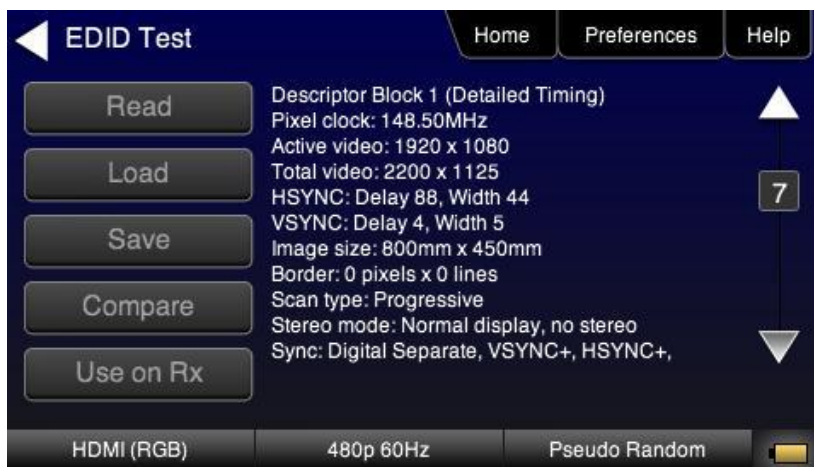 EDID Test
Home
Preferences
Help
Read
Load
Save
Compare
Use on Rx
Descriptor Block 1 (Detailed Timing)
Pixel clock: 148.50MHz
Active video: 1920 x 1080
Total video: 2200 x 1125
HSYNC: Delay 88, Width 44
VSYNC: Delay 4, Width 5
Image size: 800mm x 450mm
Border: 0 pixels x 0 lines
Scan type: Progressive
Stereo mode: Normal display, no stereo
Sync: Digital Separate, VSYNC+, HSYNC+,
7
HDMI (RGB)
480p 60Hz
Pseudo Random